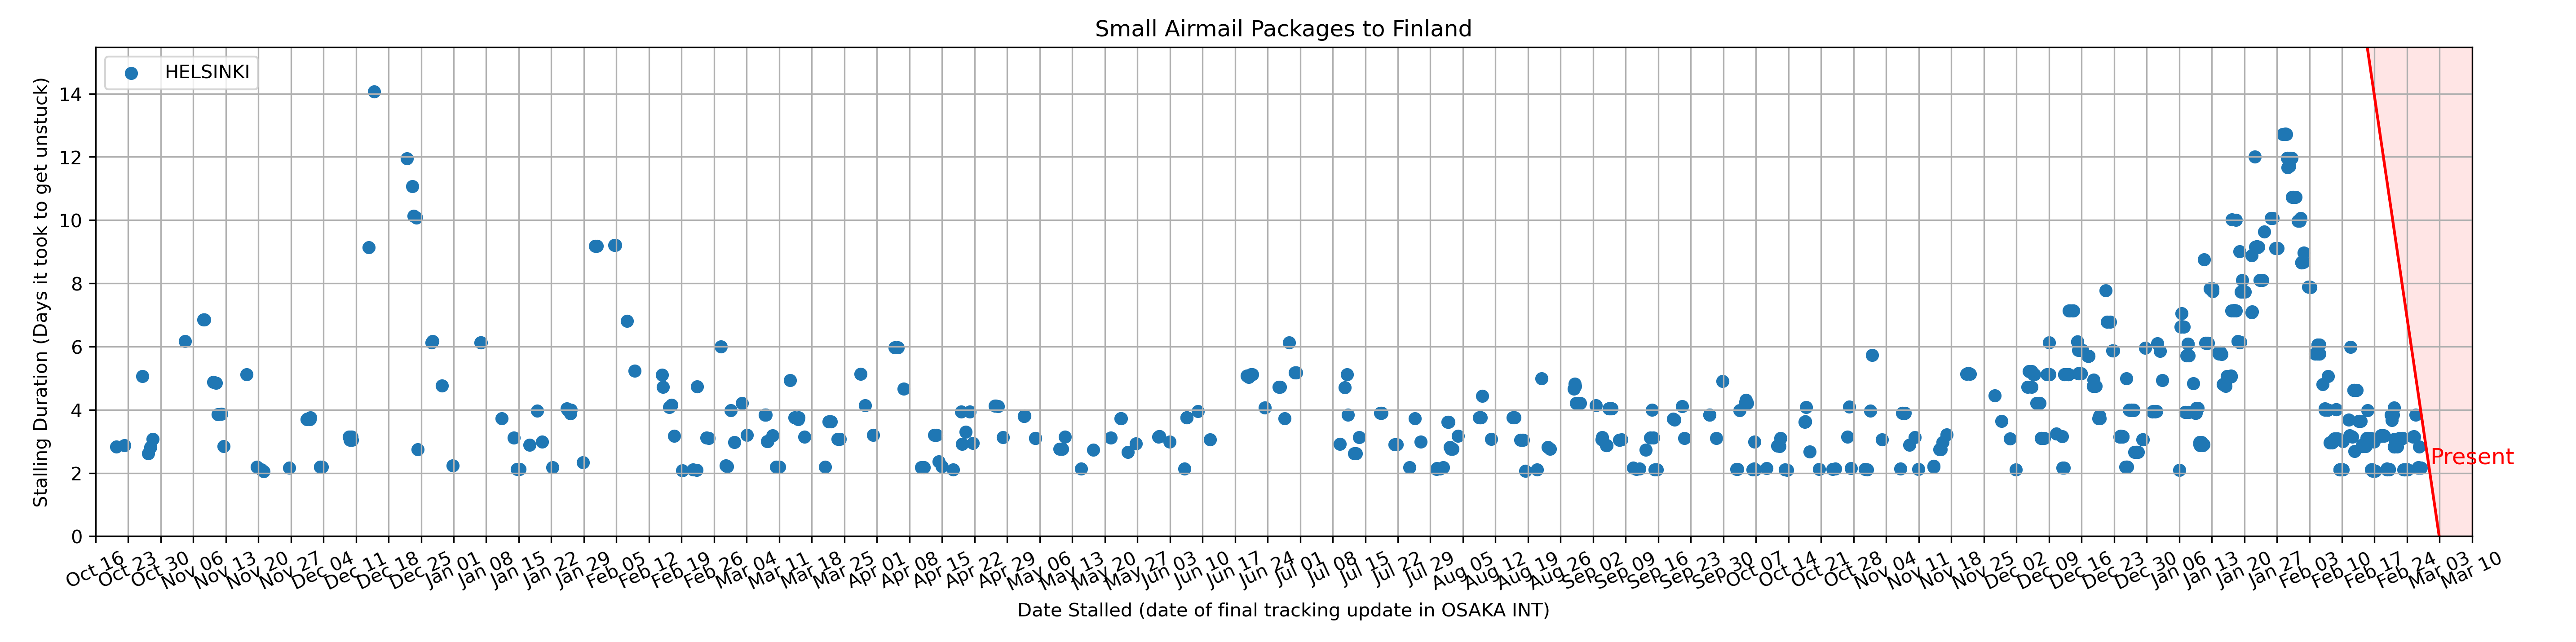 Small Airmail Packages to Finland
HELSINKI
Stalling Duration (Days it took to get unstuck)
14
12
10
8
6
4
2
0
Present
Oct 16 Oct 23 Oct 30 Nov 06 Nov 13 Nov 20 Nov 27 Dec 04 Dec 11 Dec 18 Dec 25 Jan 01 Jan 08 Jan 15 Jan 22 Jan 29 Feb 05 Feb 12 Feb 19 Feb 26 Mar 04 Mar 11 Mar 18 Mar 25 Apr 01 Apr 08 Apr 15 Apr 22 Apr 29 May 06 May 13 May 20 May 27 Jun 03 Jun 10 Jun 17 Jun 24 Jul 01 Jul 08 Jul 15 Jul 22 Jul 29 Aug 05 Aug 12 Aug 19 Aug 26 Sep 02 Sep 09 Sep 16 Sep 23 Sep 30 Oct 07 Oct 14 Oct 21 Oct 28 Nov 04 Nov 11 Nov 18 Nov 25 Dec 02 Dec 09 Dec 16 Dec 23 Dec 30 Jan 06 Jan 13 Jan 20 Jan 27 Feb 03 Feb 10 Feb 17 Feb 24 Mar 03 Mar 10
Date Stalled (date of final tracking update in OSAKA INT)